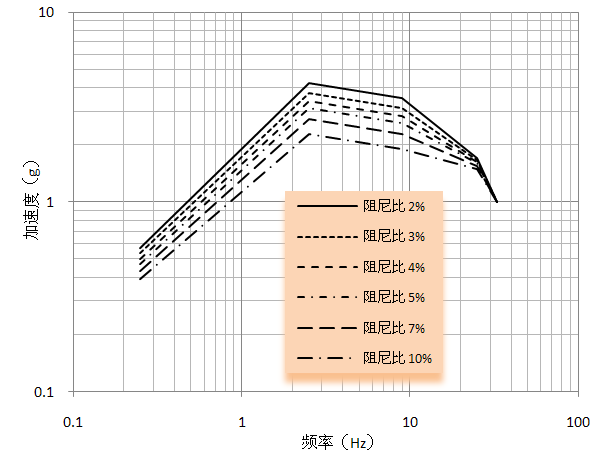 10
1
0.1
加速度（g）
阻尼比 2%
阻尼比 3%
阻尼比 4%
阻尼比 5%
阻尼比 7%
阻尼比 10%
0.1
1
10
100
频率（Hz）